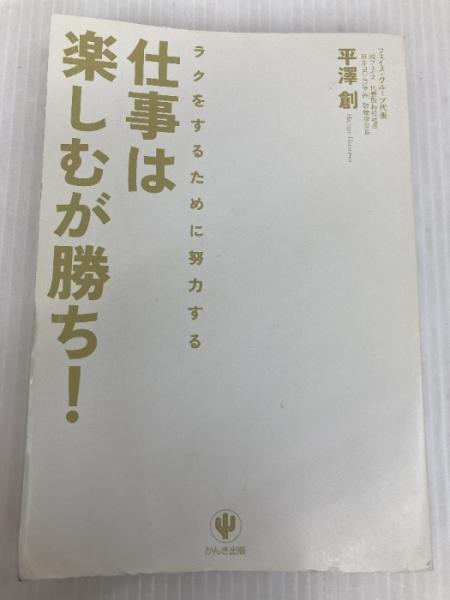 フェイス・グループ代表
平澤 創
Hajime Hirasawa
ラクをするために努力する
仕事は
楽しむが勝ち!
かんき出版